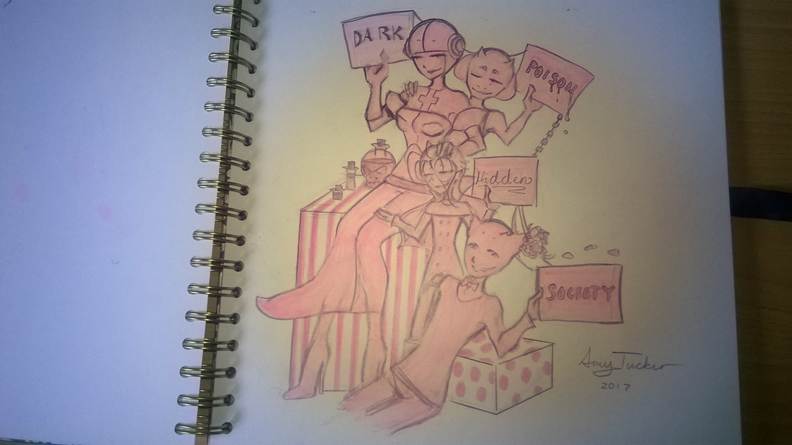 DARK
POISON
Hidden
SOCIETY
Amy Tucker
2017